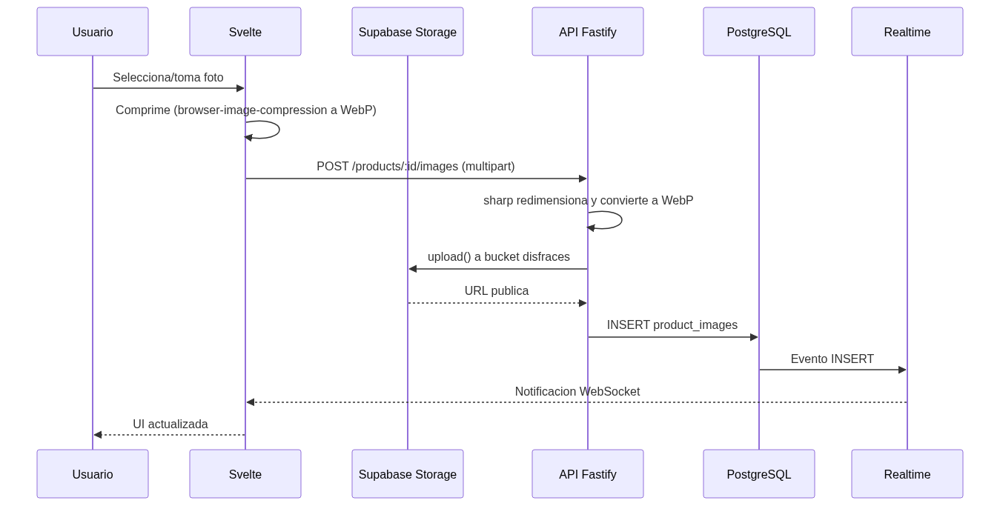 Usuario
Svelte
Supabase Storage
API Fastify
PostgreSQL
Realtime
Selecciona/toma foto
Comprime (browser-image-compression a WebP)
POST /products/:id/images (multipart)
sharp redimensiona y convierte a WebP
upload() a bucket disfraces
URL publica
INSERT product_images
Evento INSERT
Notificacion WebSocket
UI actualizada
Usuario
Svelte
Supabase Storage
API Fastify
PostgreSQL
Realtime